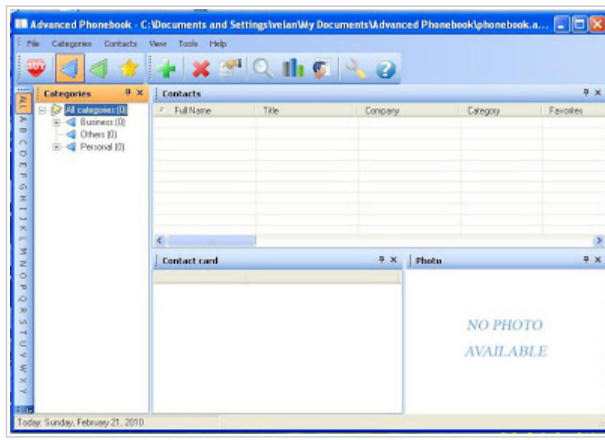 Advanced Phonebook - C:\Documents and Settings\velan\My Documents\Advanced Phonebook\phonebook.a...
File Categories Contacts View Tools Help
BUY
Categories
All categories (0)
Business (0)
Others (0)
Personal (0)
ALL
A
B
C
D
E
F
G
H
I
J
K
L
M
N
O
P
Q
R
S
T
U
V
W
X
Y
Contacts
Full Name Title Company Category Favorites
Contact card
Photo
NO PHOTO
AVAILABLE
Today: Sunday, February 21, 2010